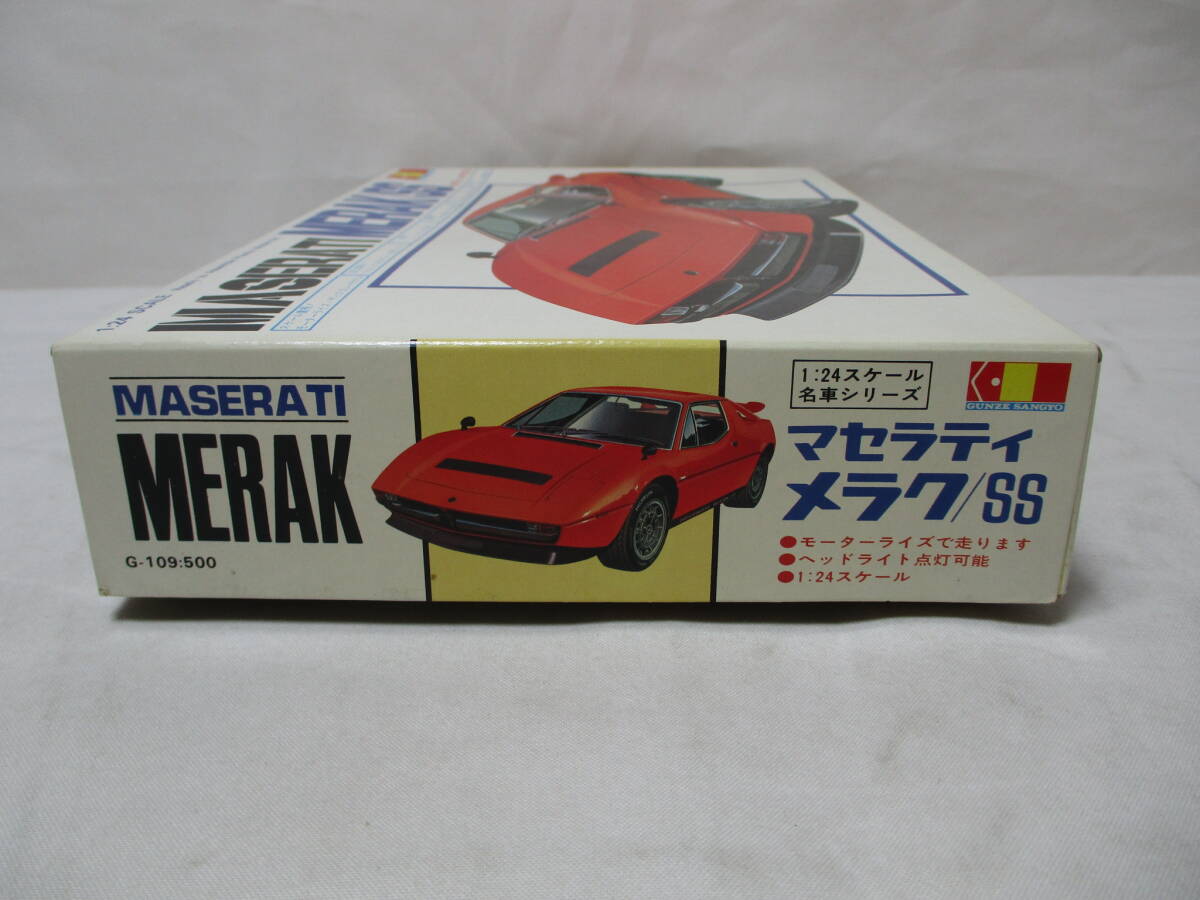 1:24 SCALE
MASERATI MERAK/SS
MASERATI
MERAK
G-109:500
1:24スケール
名車シリーズ
GUNZE SANGYO
マセラティ
メラク/SS
●モーターライズで走ります
●ヘッドライト点灯可能
●1:24スケール